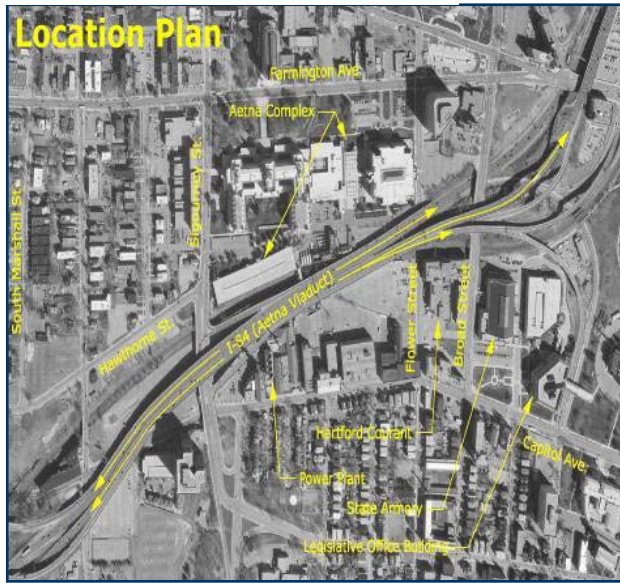 Location Plan
Farmington Ave.
Aetna Complex
South Marshall St.
Sigourney St.
Hawthorne St.
I-84 (Aetna Viaduct)
Flower Street
Broad Street
Hartford Courant
Capitol Ave.
Power Plant
State Armory
Legislative Office Building